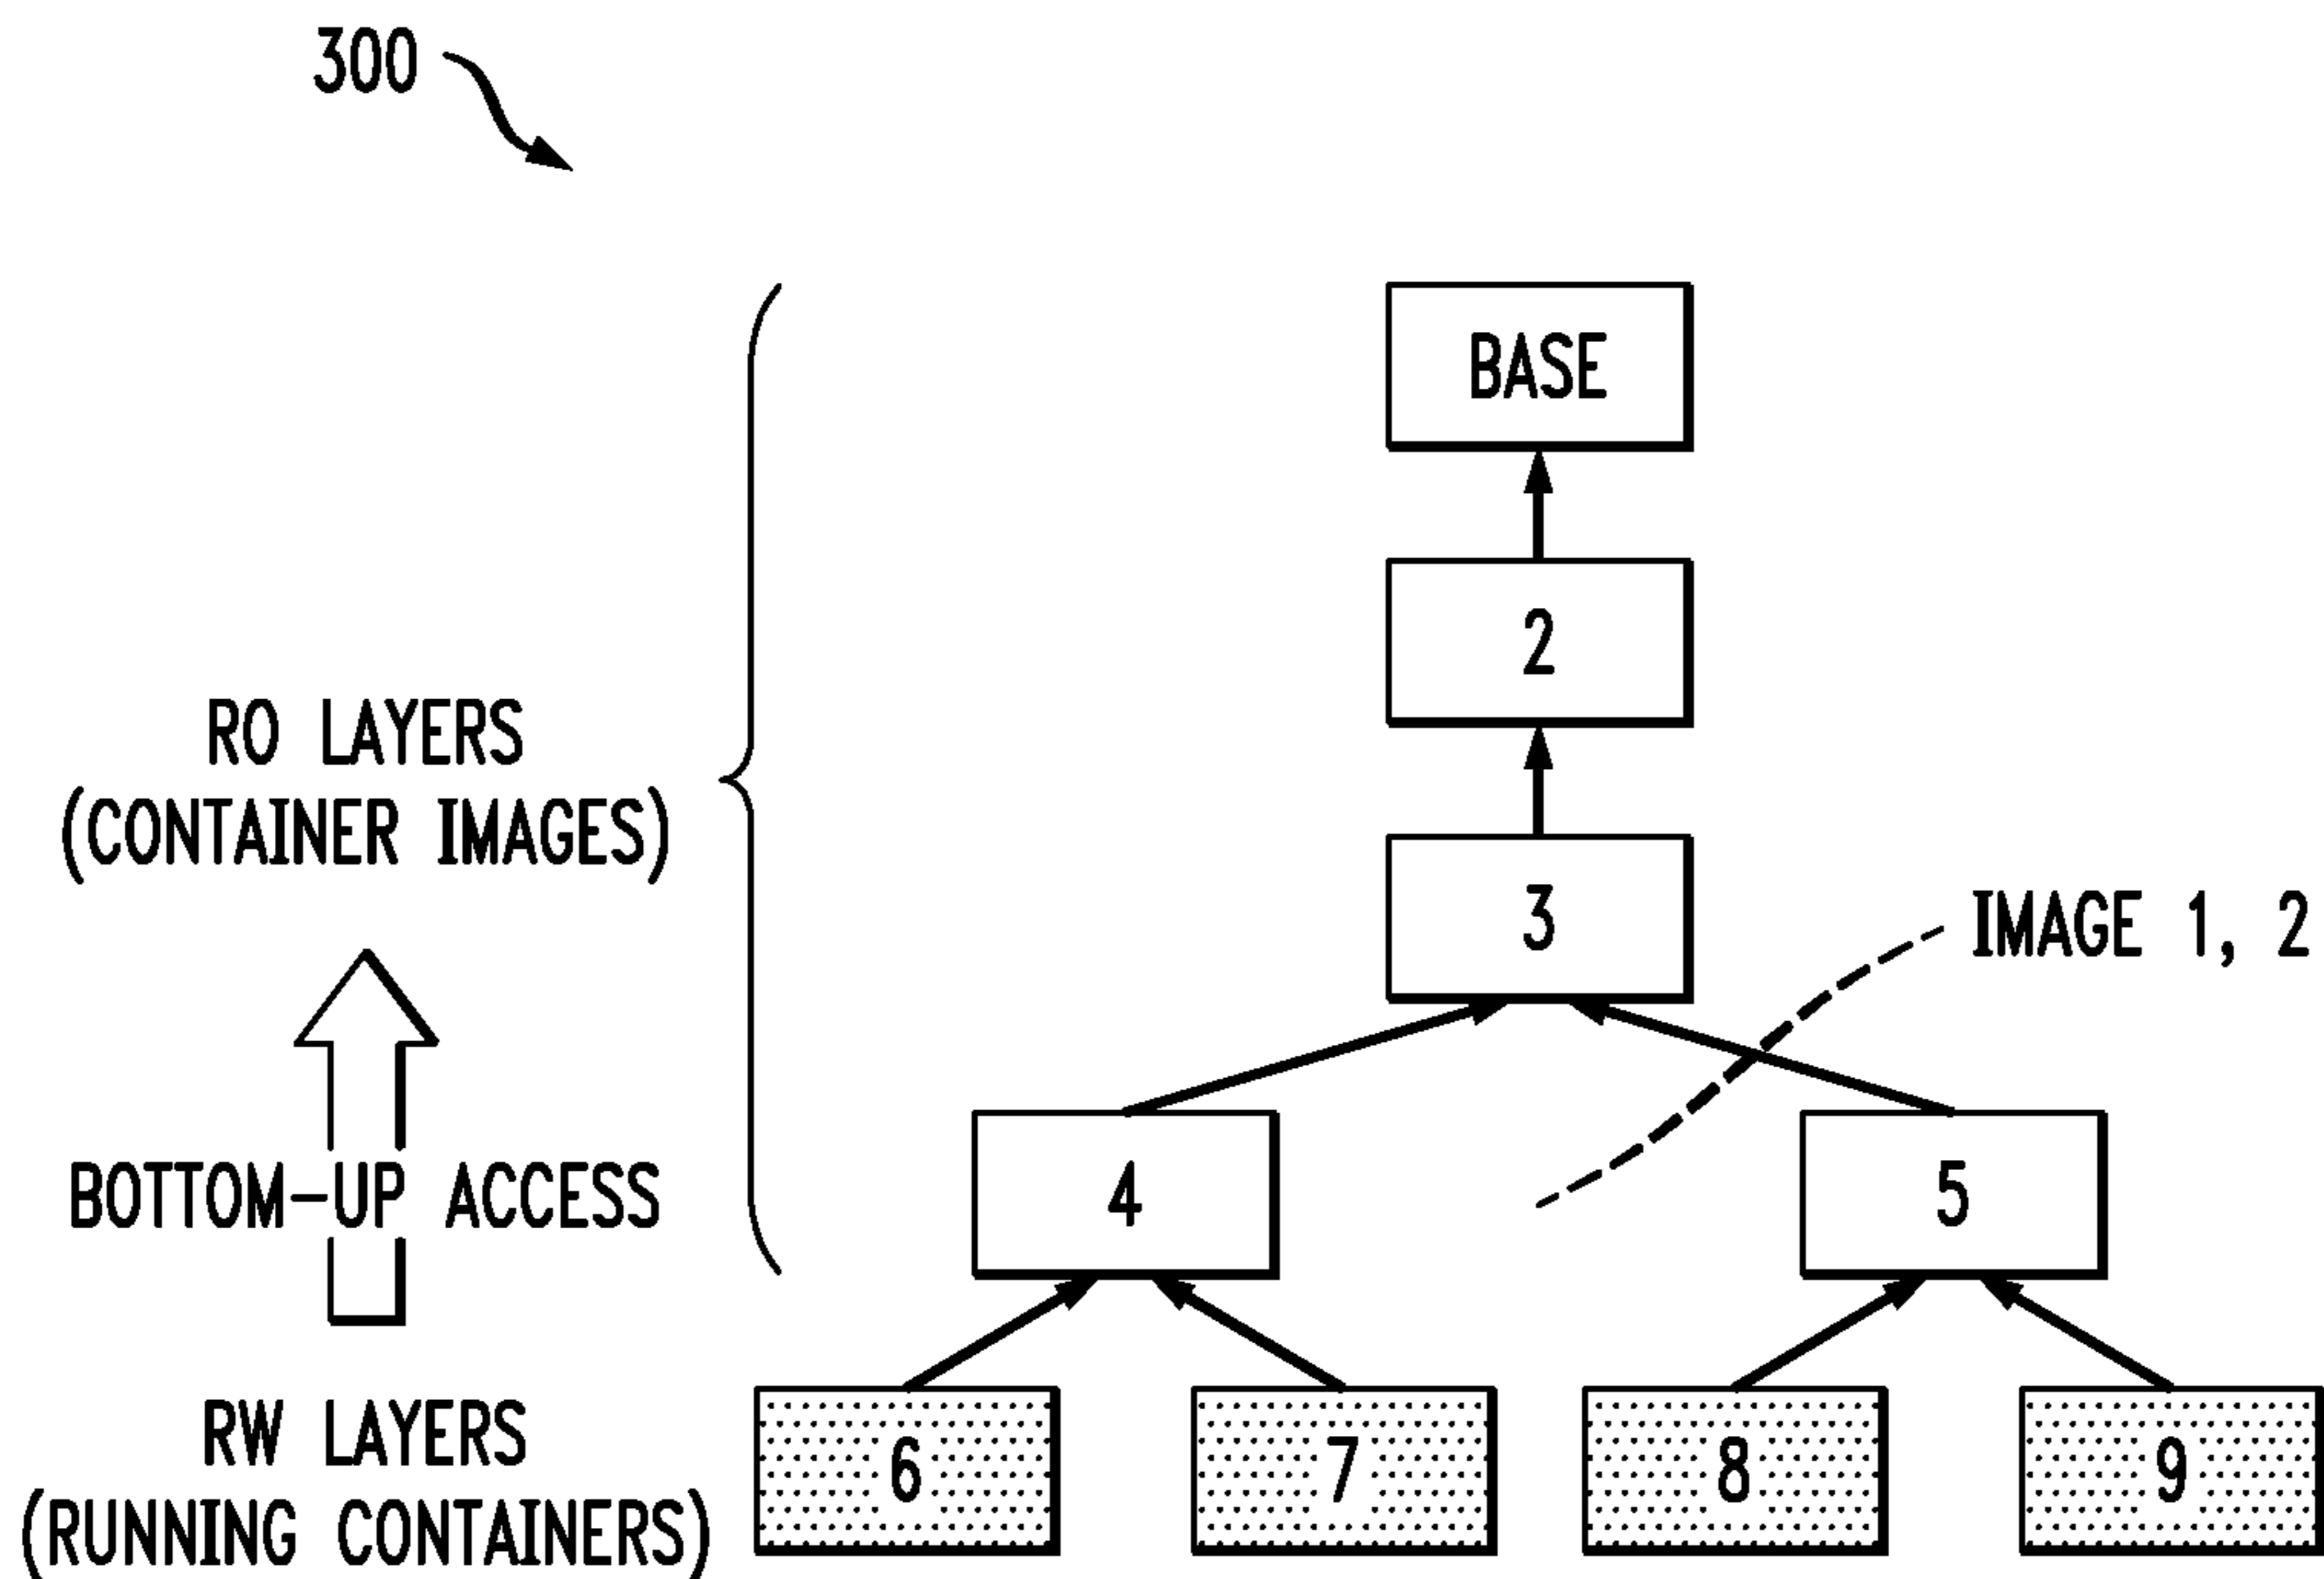 300
BASE
2
RO LAYERS
(CONTAINER IMAGES)
3
IMAGE 1, 2
BOTTOM-UP ACCESS
4
5
RW LAYERS
(RUNNING CONTAINERS)
6
7
8
9